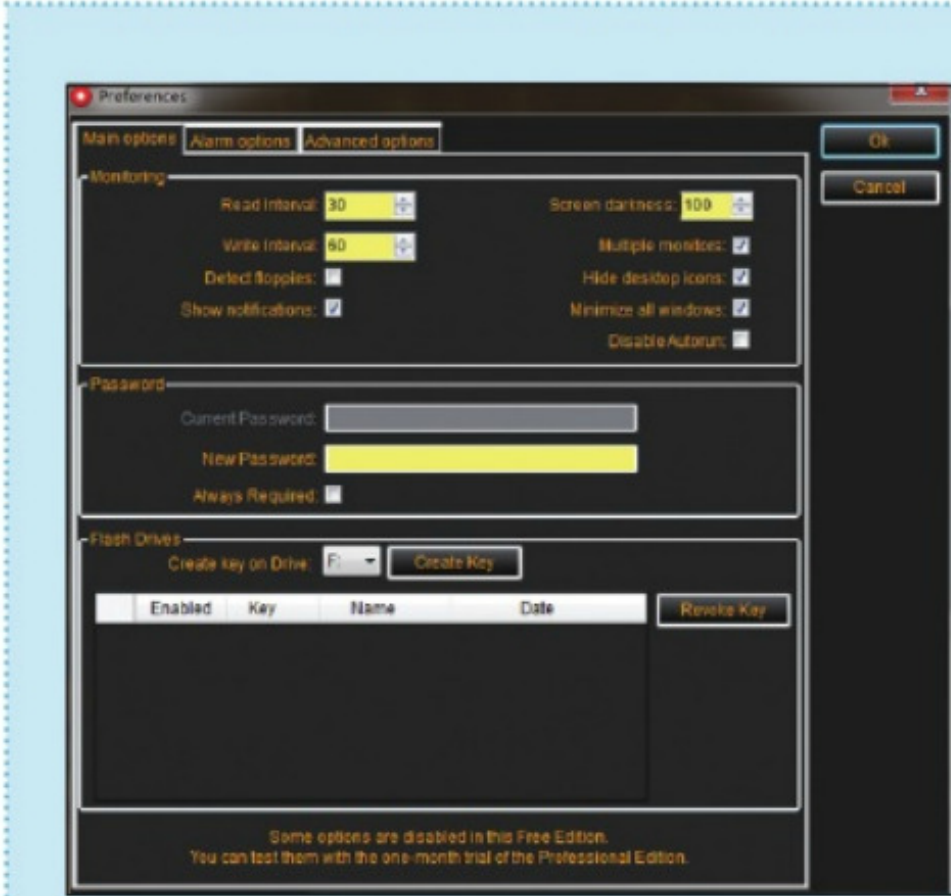 Preferences
Main options Alarm options Advanced options
Ok
Cancel
Monitoring
Read Interval: 30
Screen darkness: 100
Write Interval: 60
Multiple monitors:
Detect floppies:
Hide desktop icons:
Show notifications:
Minimize all windows:
Disable Autorun:
Password
Current Password:
New Password:
Always Required:
Flash Drives
Create key on Drive: F: Create Key
Enabled Key Name Date
Revoke Key
Some options are disabled in this Free Edition.
You can test them with the one-month trial of the Professional Edition.